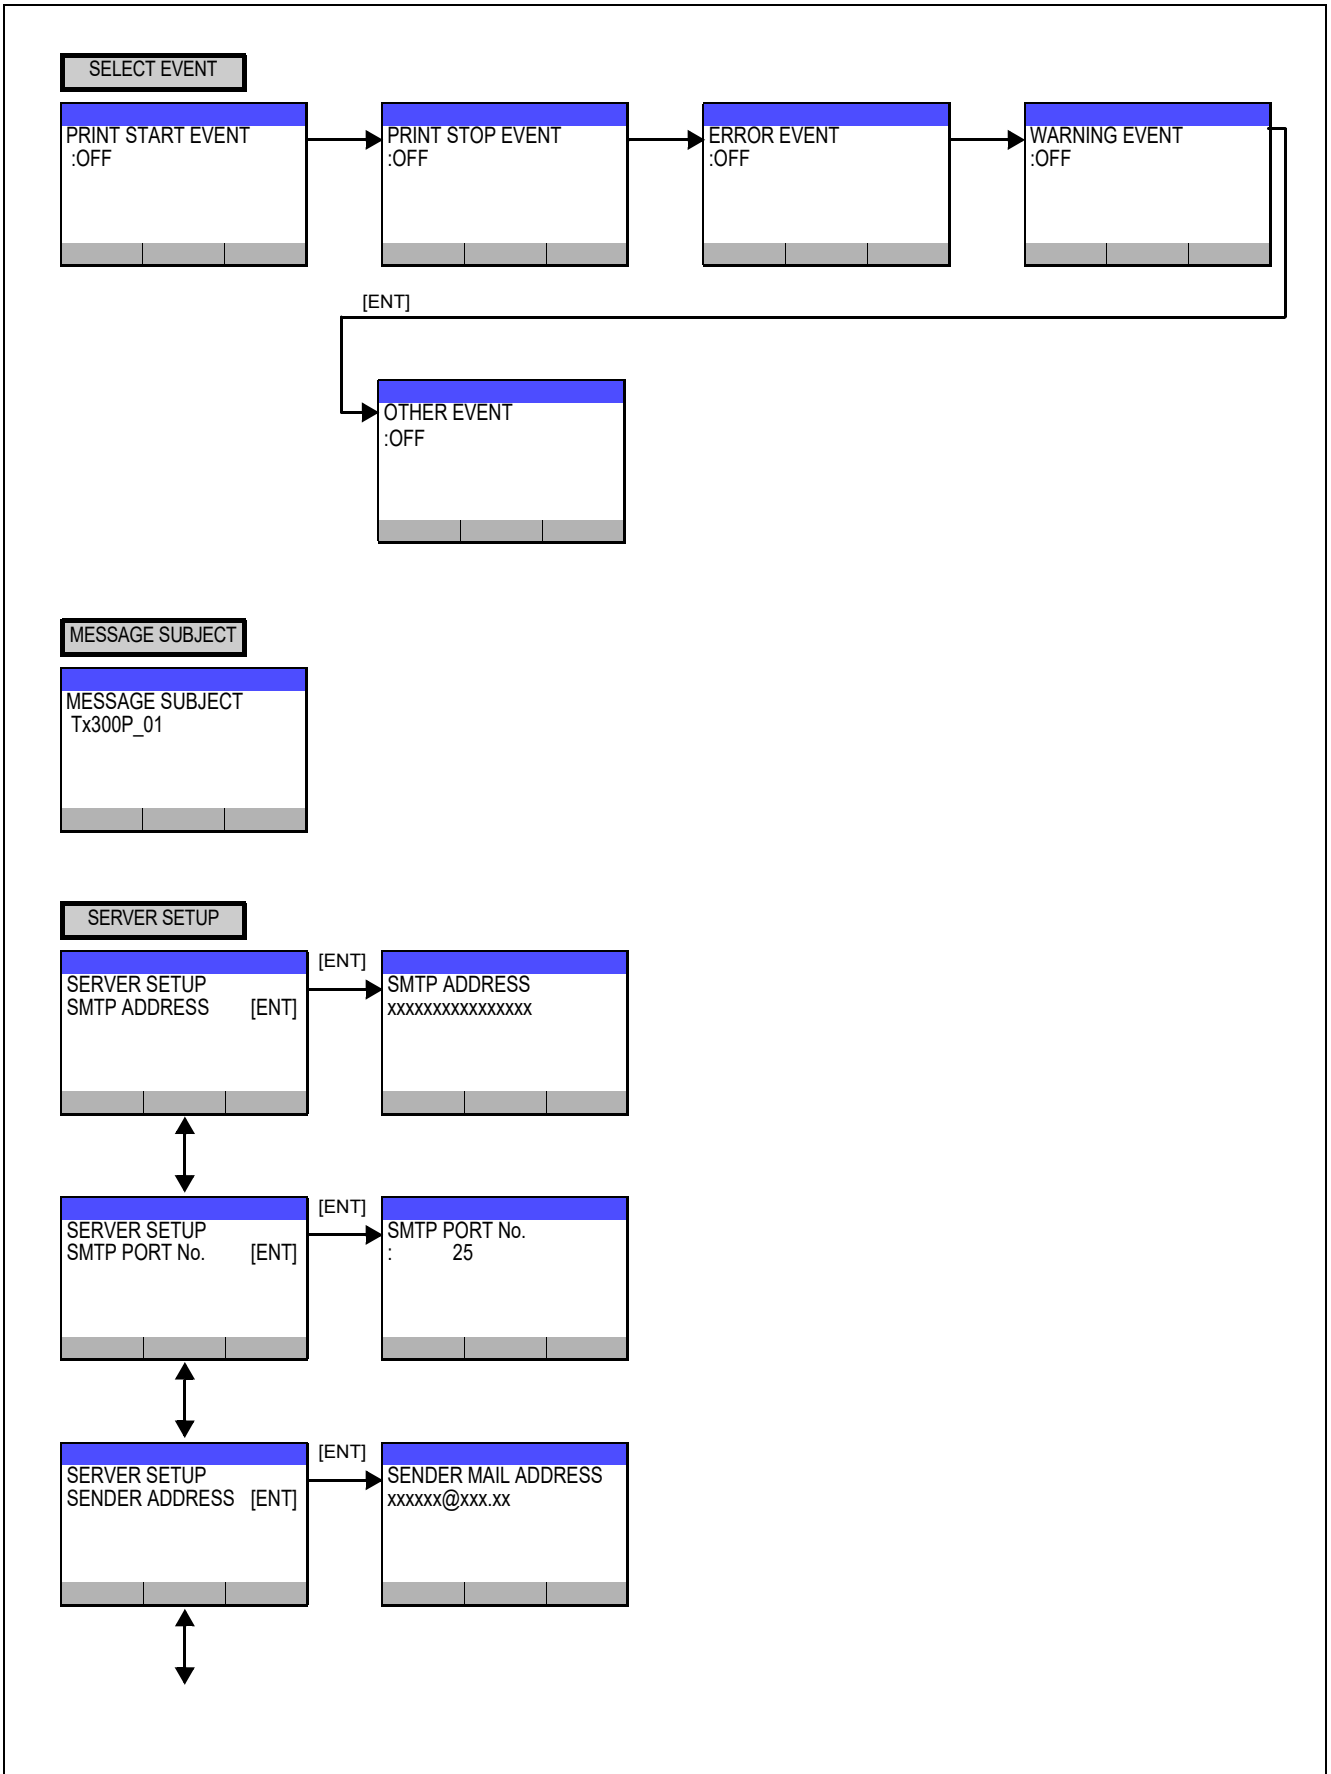 SELECT EVENT
PRINT START EVENT
:OFF
PRINT STOP EVENT
:OFF
ERROR EVENT
:OFF
WARNING EVENT
:OFF
[ENT]
OTHER EVENT
:OFF
MESSAGE SUBJECT
MESSAGE SUBJECT
Tx300P_01
SERVER SETUP
SERVER SETUP
SMTP ADDRESS [ENT]
[ENT]
SMTP ADDRESS
xxxxxxxxxxxxxxxx
SERVER SETUP
SMTP PORT No. [ENT]
[ENT]
SMTP PORT No.
: 25
SERVER SETUP
SENDER ADDRESS [ENT]
[ENT]
SENDER MAIL ADDRESS
xxxxxx@xxx.xx